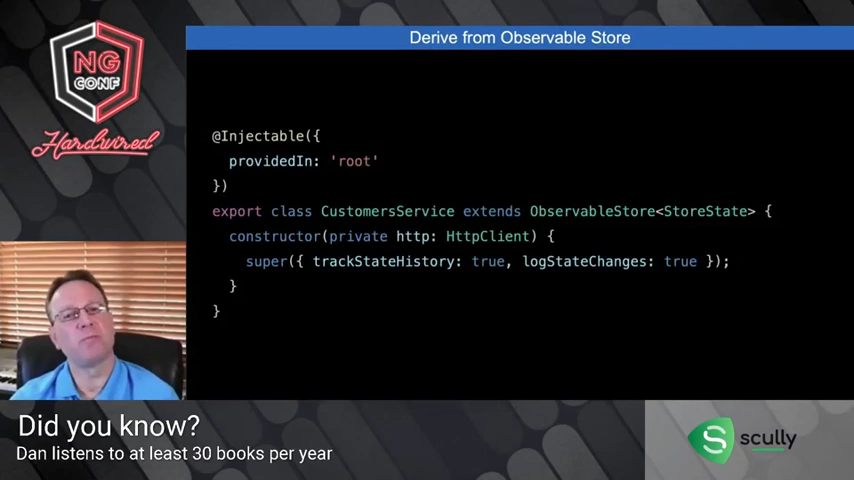 NG
CONF
Hardwired
Derive from Observable Store
@Injectable({
providedIn: 'root'
})
export class CustomersService extends ObservableStore<StoreState> {
constructor(private http: HttpClient) {
super({ trackStateHistory: true, logStateChanges: true });
}
}
Did you know?
Dan listens to at least 30 books per year
S scully